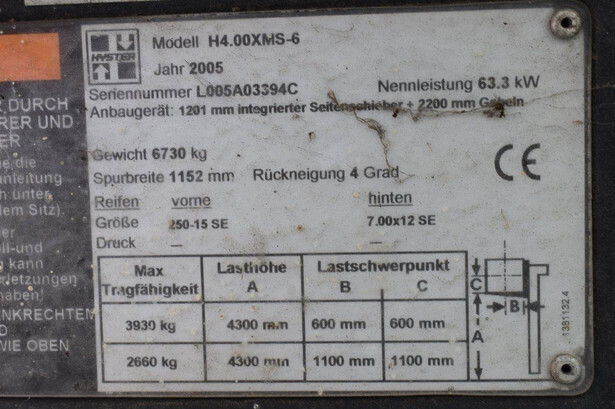 HYSTER
Modell H4.00XMS-6
Jahr 2005
Seriennummer L005A03394C Nennleistung 63.3 kW
Anbaugerät: 1201 mm integrierter Seitenschieber + 2200 mm Gabeln
Gewicht 6730 kg
Spurbreite 1152 mm Rückneigung 4 Grad
CE
Reifen vorne hinten
Größe 250-15 SE 7.00x12 SE
Druck — —
Max Tragfähigkeit Lasthöhe A Lastschwerpunkt B C
3930 kg 4300 mm 600 mm 600 mm
2660 kg 4300 mm 1100 mm 1100 mm
C
B
A
1381132.4
DURCH
RER UND
ER
e die
anleitung
h unter
dem Sitz).
er
ll-und
g kann
rletzungen
haben!
NKRECHTEM
D
WIE OBEN